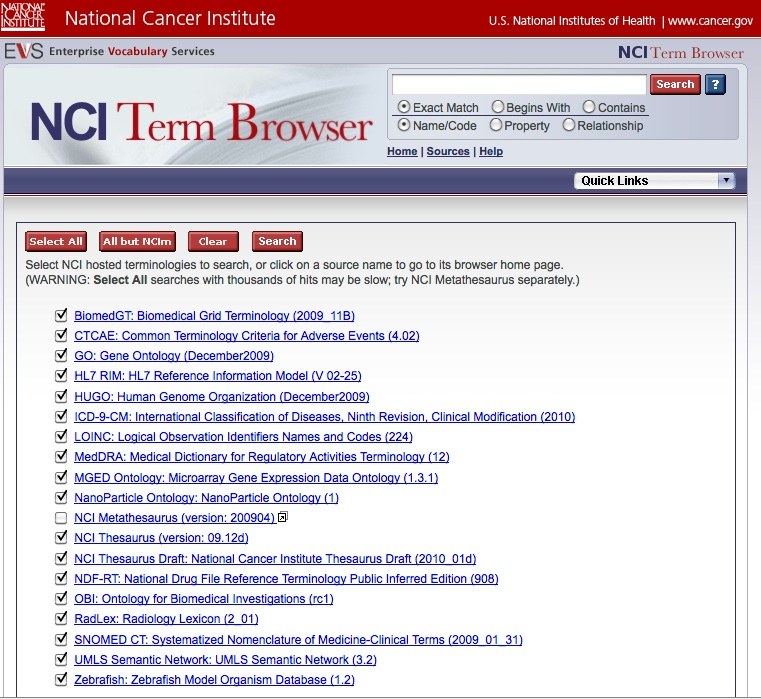 NATIONAL
CANCER
INSTITUTE
National Cancer Institute
U.S. National Institutes of Health | www.cancer.gov
EVS Enterprise Vocabulary Services
NCI Term Browser
NCI Term Browser
Search ?
Exact Match Begins With Contains
Name/Code Property Relationship
Home | Sources | Help
Quick Links
Select All All but NCIm Clear Search
Select NCI hosted terminologies to search, or click on a source name to go to its browser home page.
(WARNING: Select All searches with thousands of hits may be slow; try NCI Metathesaurus separately.)
BiomedGT: Biomedical Grid Terminology (2009_11B)
CTCAE: Common Terminology Criteria for Adverse Events (4.02)
GO: Gene Ontology (December2009)
HL7 RIM: HL7 Reference Information Model (V 02-25)
HUGO: Human Genome Organization (December2009)
ICD-9-CM: International Classification of Diseases, Ninth Revision, Clinical Modification (2010)
LOINC: Logical Observation Identifiers Names and Codes (224)
MedDRA: Medical Dictionary for Regulatory Activities Terminology (12)
MGED Ontology: Microarray Gene Expression Data Ontology (1.3.1)
NanoParticle Ontology: NanoParticle Ontology (1)
NCI Metathesaurus (version: 200904)
NCI Thesaurus (version: 09.12d)
NCI Thesaurus Draft: National Cancer Institute Thesaurus Draft (2010_01d)
NDF-RT: National Drug File Reference Terminology Public Inferred Edition (908)
OBI: Ontology for Biomedical Investigations (rc1)
RadLex: Radiology Lexicon (2_01)
SNOMED CT: Systematized Nomenclature of Medicine-Clinical Terms (2009_01_31)
UMLS Semantic Network: UMLS Semantic Network (3.2)
Zebrafish: Zebrafish Model Organism Database (1.2)